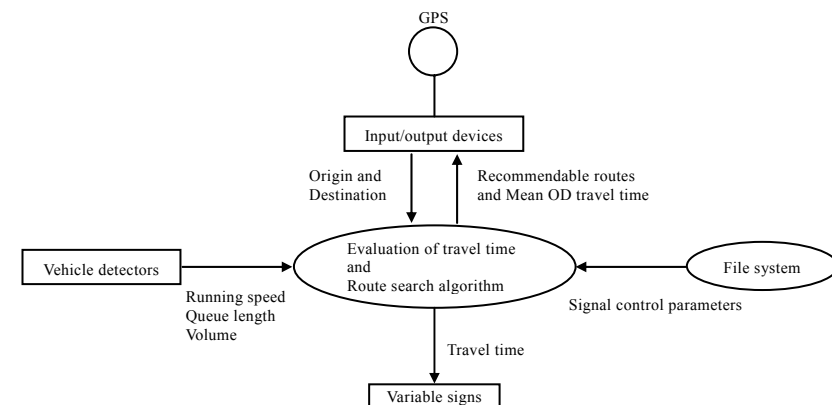 GPS
Input/output devices
Origin and
Destination
Recommendable routes
and Mean OD travel time
Vehicle detectors
Evaluation of travel time
and
Route search algorithm
File system
Running speed
Queue length
Volume
Signal control parameters
Travel time
Variable signs